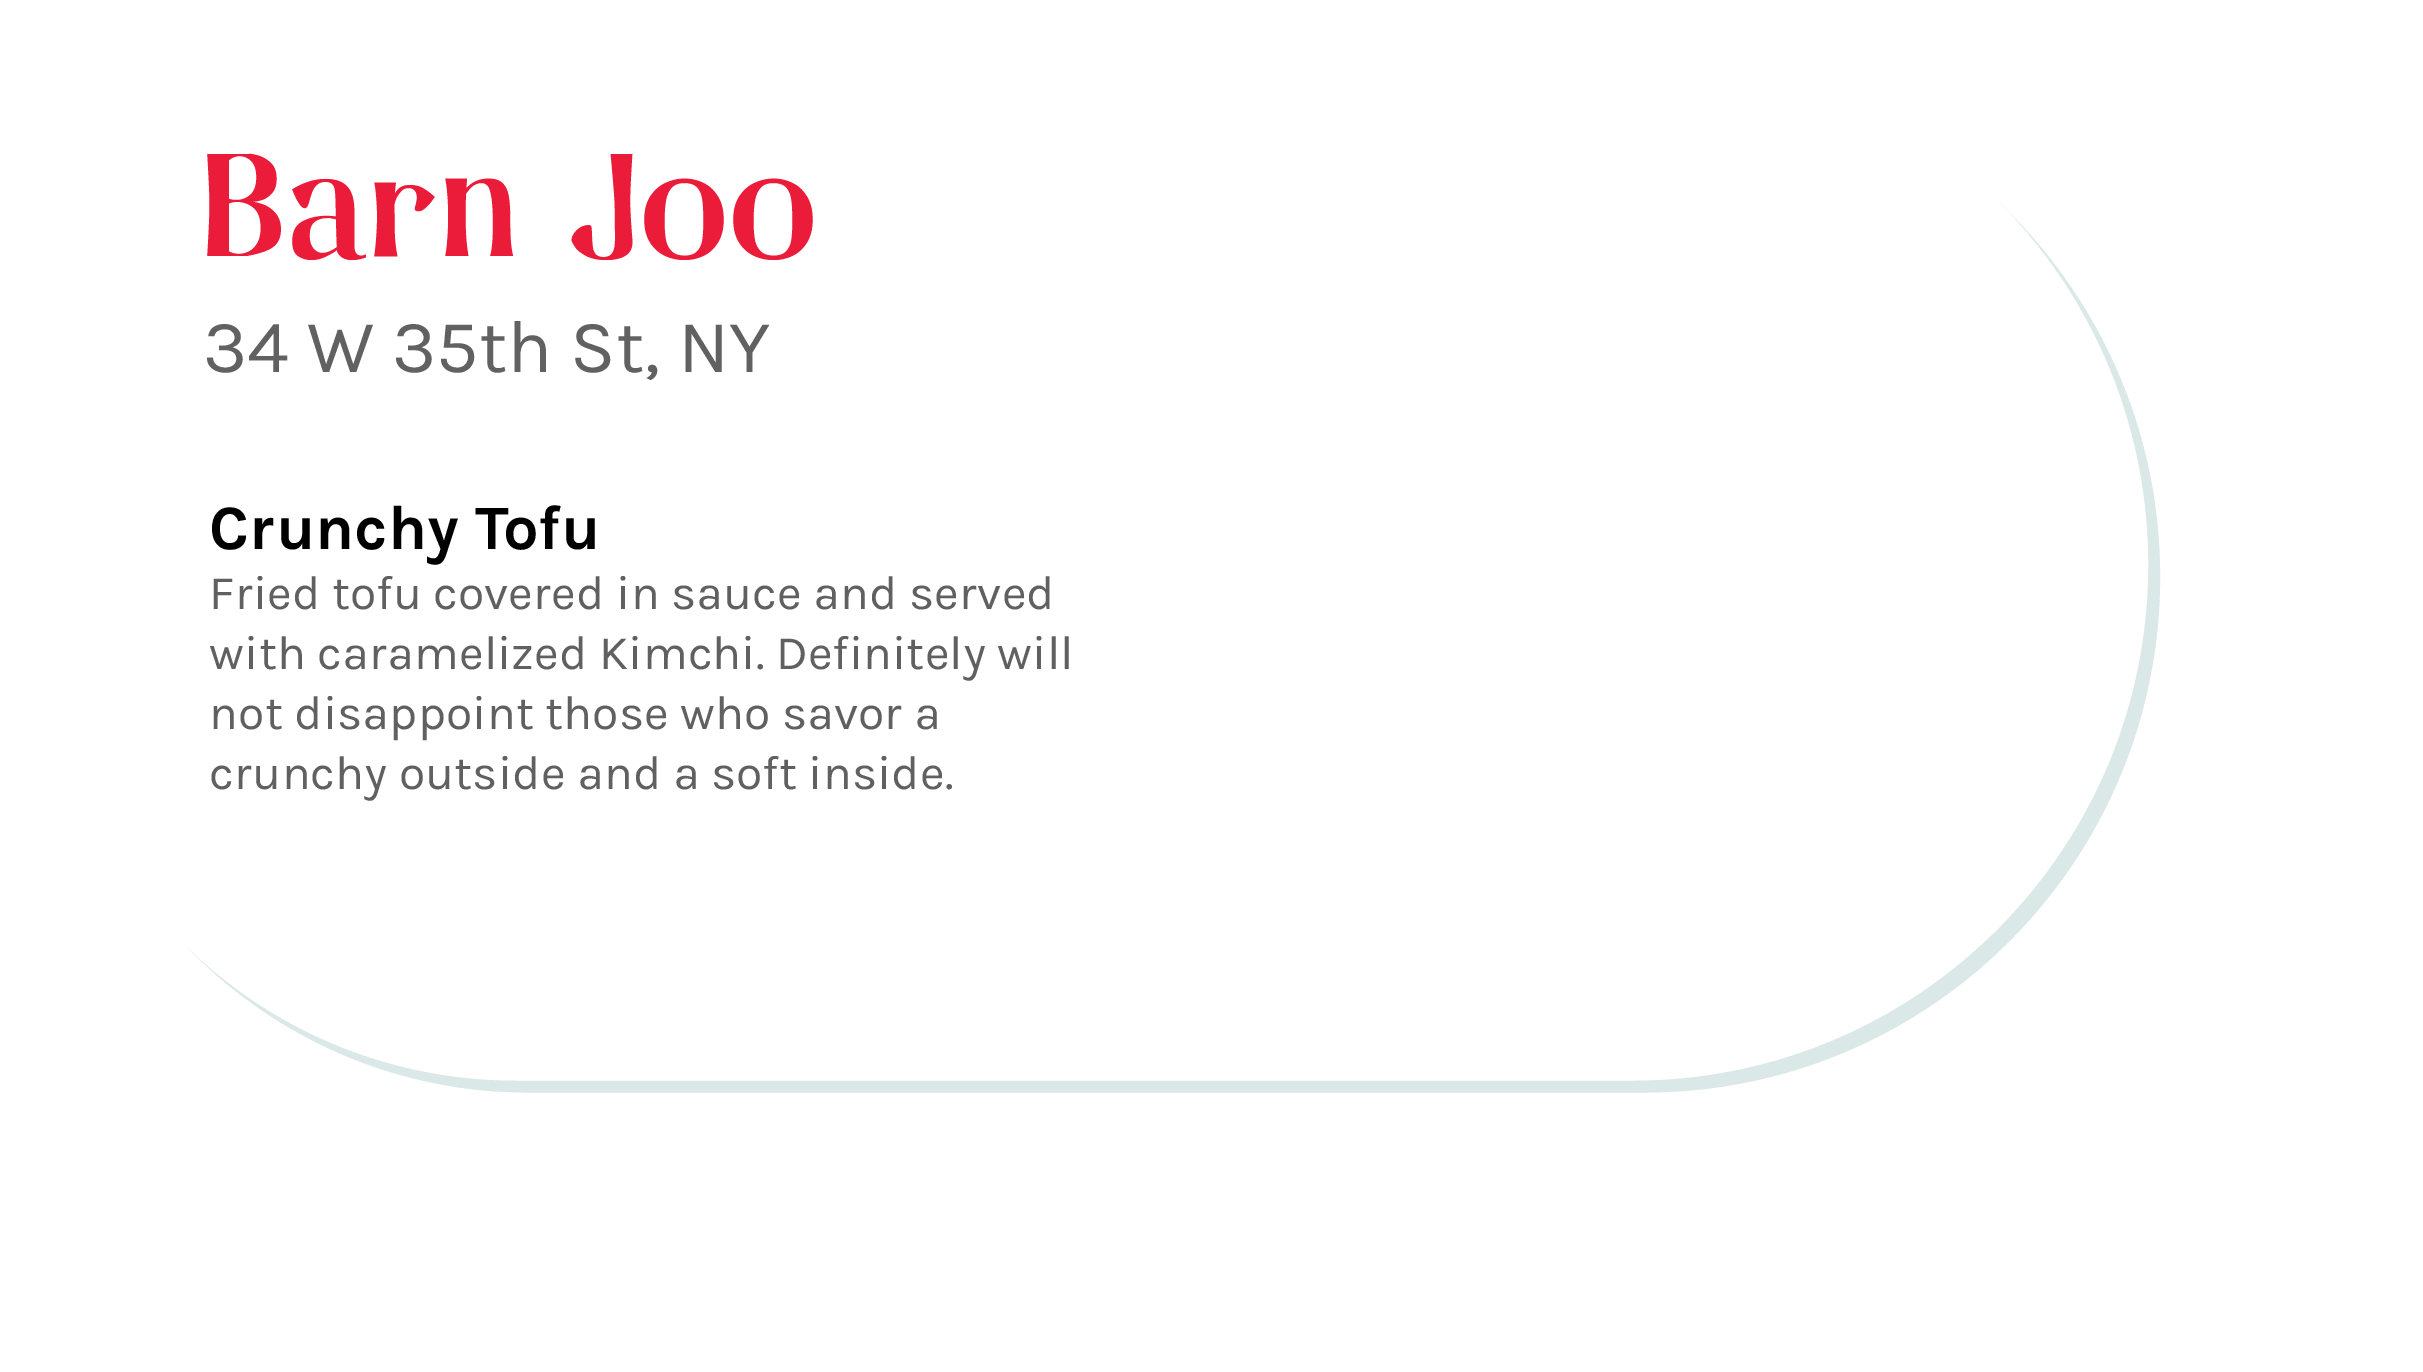 Barn Joo
34 W 35th St, NY
Crunchy Tofu
Fried tofu covered in sauce and served
with caramelized Kimchi. Definitely will
not disappoint those who savor a
crunchy outside and a soft inside.